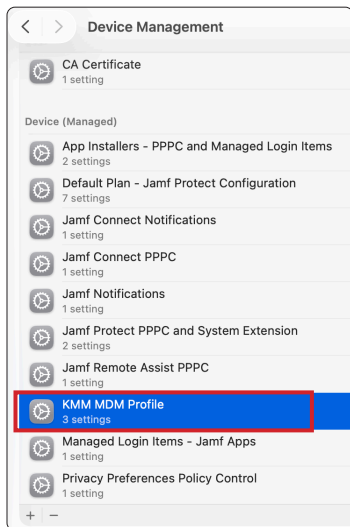 Device Management
CA Certificate
1 setting
Device (Managed)
App Installers - PPPC and Managed Login Items
2 settings
Default Plan - Jamf Protect Configuration
7 settings
Jamf Connect Notifications
1 setting
Jamf Connect PPPC
1 setting
Jamf Notifications
1 setting
Jamf Protect PPPC and System Extension
2 settings
Jamf Remote Assist PPPC
1 setting
KMM MDM Profile
3 settings
Managed Login Items - Jamf Apps
1 setting
Privacy Preferences Policy Control
1 setting